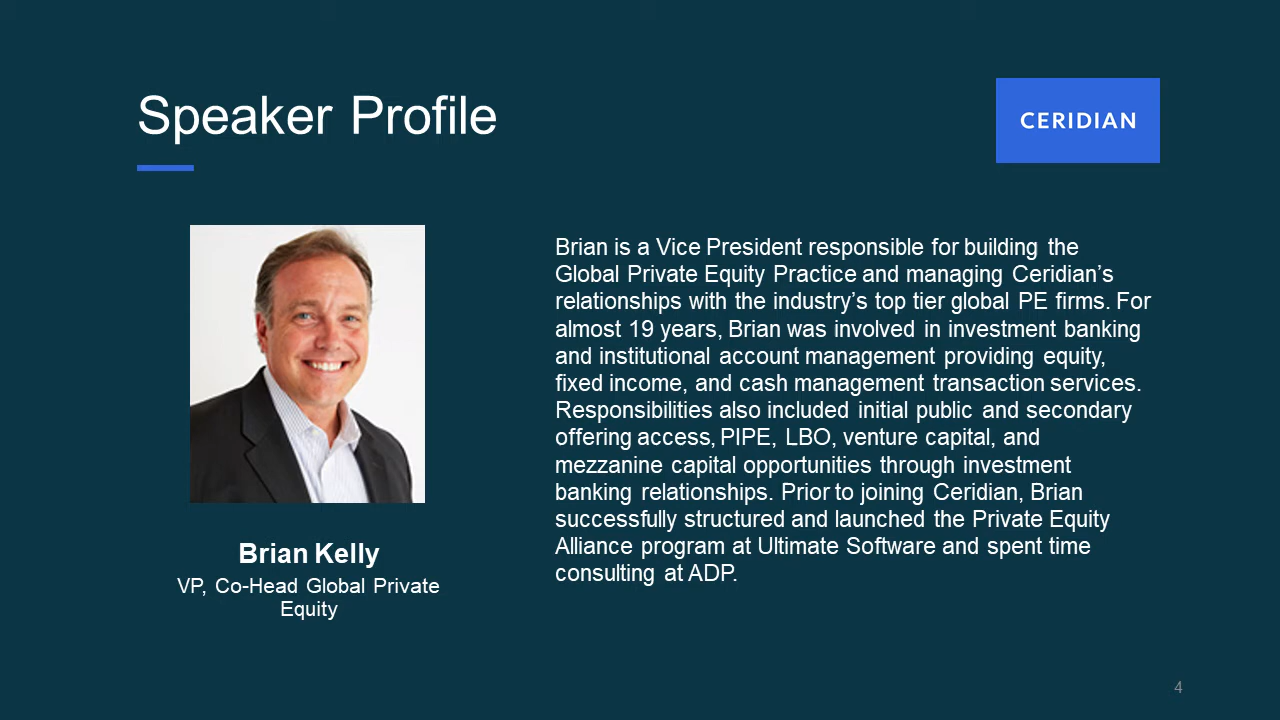 Speaker Profile
CERIDIAN
Brian is a Vice President responsible for building the
Global Private Equity Practice and managing Ceridian’s
relationships with the industry’s top tier global PE firms. For
almost 19 years, Brian was involved in investment banking
and institutional account management providing equity,
fixed income, and cash management transaction services.
Responsibilities also included initial public and secondary
offering access, PIPE, LBO, venture capital, and
mezzanine capital opportunities through investment
banking relationships. Prior to joining Ceridian, Brian
successfully structured and launched the Private Equity
Alliance program at Ultimate Software and spent time
consulting at ADP.
Brian Kelly
VP, Co-Head Global Private
Equity
4